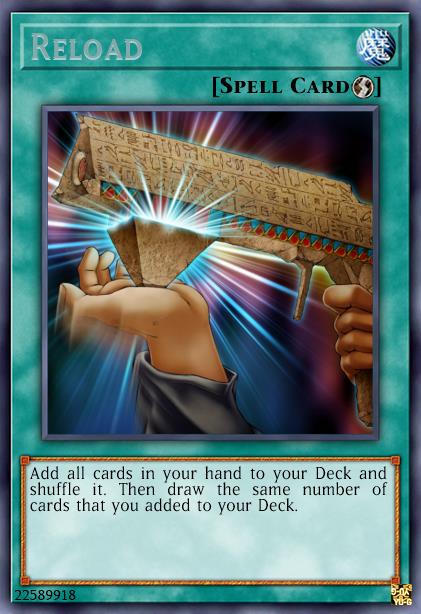 RELOAD
魔
[SPELL CARD]
Add all cards in your hand to your Deck and
shuffle it. Then draw the same number of
cards that you added to your Deck.
22589918